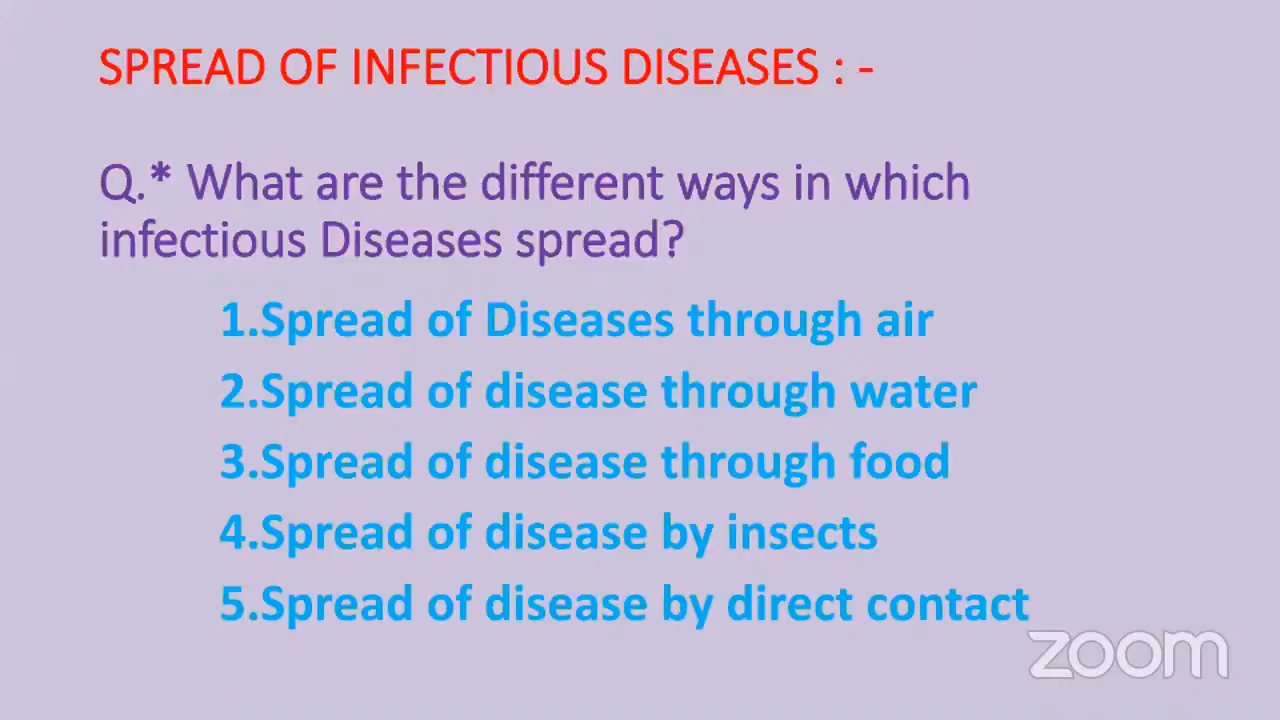 SPREAD OF INFECTIOUS DISEASES : -
Q.* What are the different ways in which
infectious Diseases spread?
1.Spread of Diseases through air
2.Spread of disease through water
3.Spread of disease through food
4.Spread of disease by insects
5.Spread of disease by direct contact
zoom